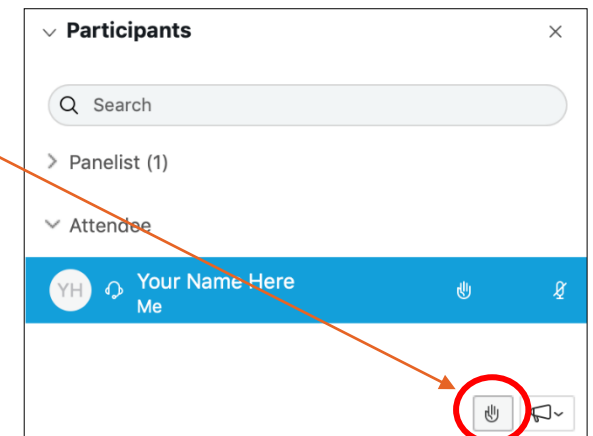 Participants
Search
Panelist (1)
Attendee
YH
Your Name Here
Me